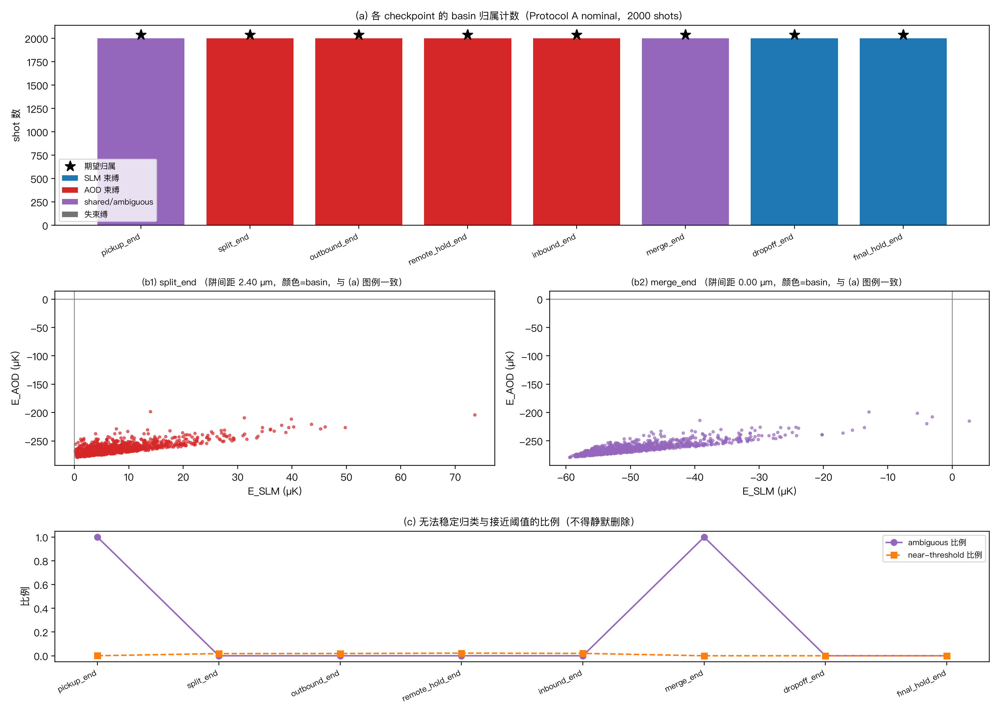 (a) 各 checkpoint 的 basin 归属计数（Protocol A nominal，2000 shots）
shot 数
2000
1750
1500
1250
1000
750
500
250
0
期望归属
SLM 束缚
AOD 束缚
shared/ambiguous
失束缚
pickup_end
split_end
outbound_end
remote_hold_end
inbound_end
merge_end
dropoff_end
final_hold_end
(b1) split_end （阱间距 2.40 μm，颜色=basin，与 (a) 图例一致）
E_AOD (μK)
0
−50
−100
−150
−200
−250
0
10
20
30
40
50
60
70
E_SLM (μK)
(b2) merge_end （阱间距 0.00 μm，颜色=basin，与 (a) 图例一致）
E_AOD (μK)
0
−50
−100
−150
−200
−250
−60
−50
−40
−30
−20
−10
0
E_SLM (μK)
(c) 无法稳定归类与接近阈值的比例（不得静默删除）
比例
1.0
0.8
0.6
0.4
0.2
0.0
ambiguous 比例
near−threshold 比例
pickup_end
split_end
outbound_end
remote_hold_end
inbound_end
merge_end
dropoff_end
final_hold_end